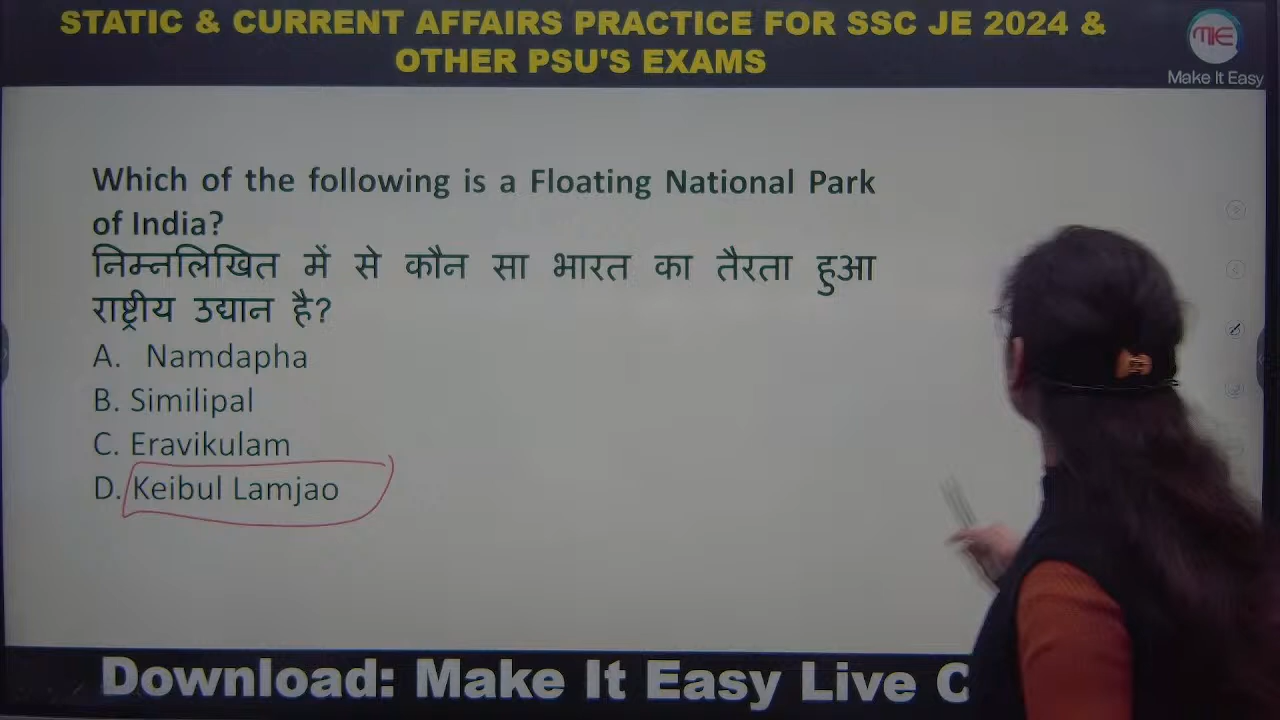 STATIC & CURRENT AFFAIRS PRACTICE FOR SSC JE 2024 &
OTHER PSU'S EXAMS
MIE
Make It Easy
Which of the following is a Floating National Park
of India?
निम्नलिखित में से कौन सा भारत का तैरता हुआ
राष्ट्रीय उद्यान है?
A. Namdapha
B. Similipal
C. Eravikulam
D. Keibul Lamjao
Download: Make It Easy Live C